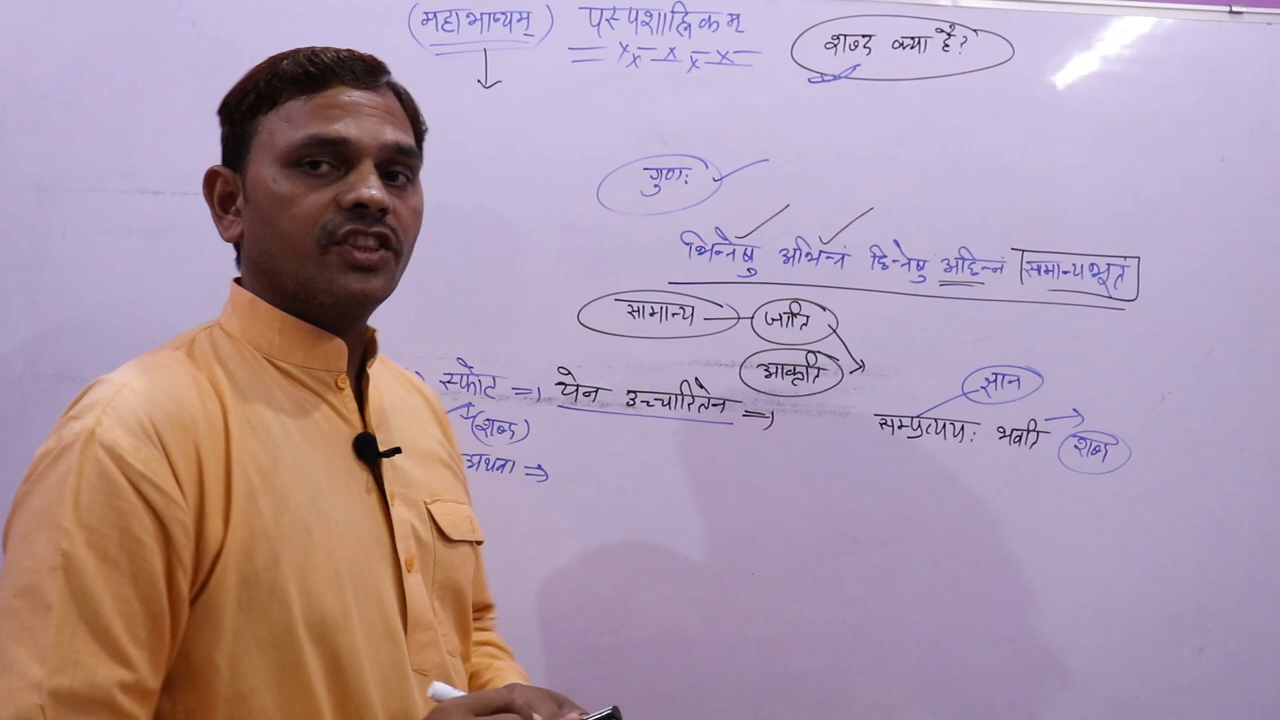 (महाभाष्यम्) पस्पशाह्निकम् शब्द क्या है?
गुणः
भिन्नेषु अभिन्नं छिन्नेषु अछिन्नं सामान्यभूतं
सामान्य जाति
आकृति
स्फोट => येन उच्चारितेन => ज्ञान
(शब्द) सम्प्रत्ययः भवति शब्द
अथवा =>